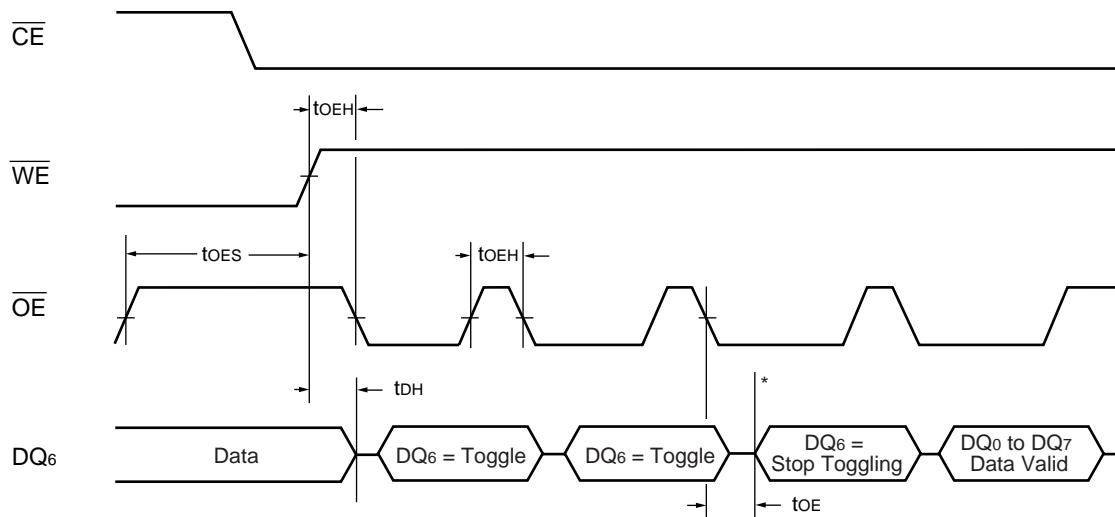 CE
tOEH
WE
tOES
tOEH
OE
tDH
*
DQ6
Data
DQ6 = Toggle
DQ6 = Toggle
DQ6 =
Stop Toggling
DQ0 to DQ7
Data Valid
tOE